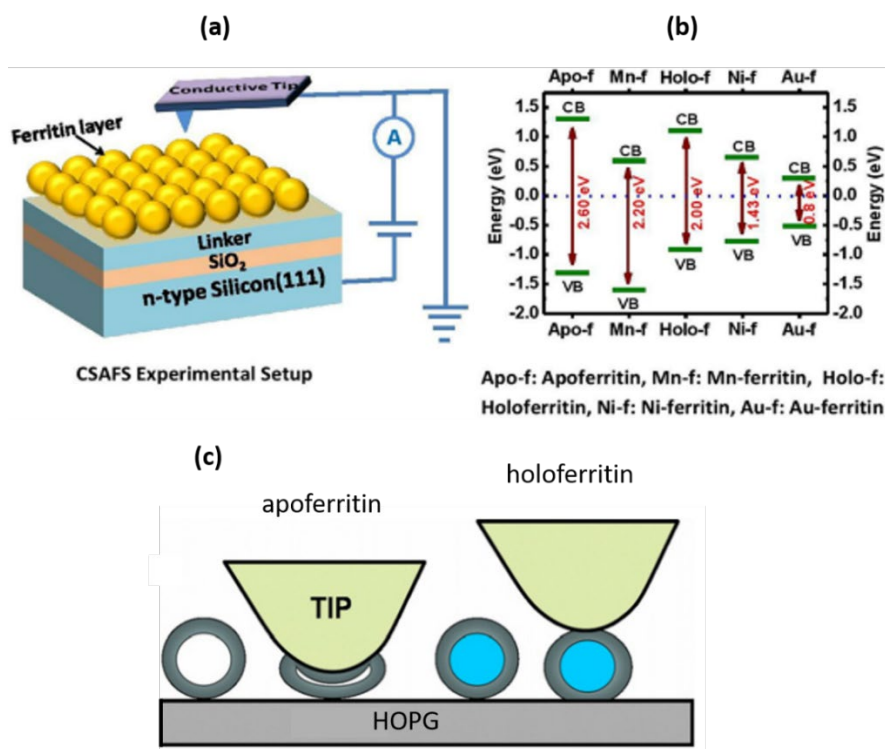 (a)
Conductive Tip
Ferritin layer
A
Linker
SiO₂
n-type Silicon(111)
CSAFS Experimental Setup
(b)
Apo-f Mn-f Holo-f Ni-f Au-f
Energy (eV)
1.5
1.0
0.5
0.0
-0.5
-1.0
-1.5
-2.0
CB CB CB CB CB
2.60 eV 2.20 eV 2.00 eV 1.43 eV 0.8 eV
VB VB VB VB VB
1.5
1.0
0.5
0.0
-0.5
-1.0
-1.5
-2.0
Energy (eV)
Apo-f Mn-f Holo-f Ni-f Au-f
Apo-f: Apoferritin, Mn-f: Mn-ferritin, Holo-f:
Holoferritin, Ni-f: Ni-ferritin, Au-f: Au-ferritin
(c)
apoferritin
holoferritin
TIP
HOPG